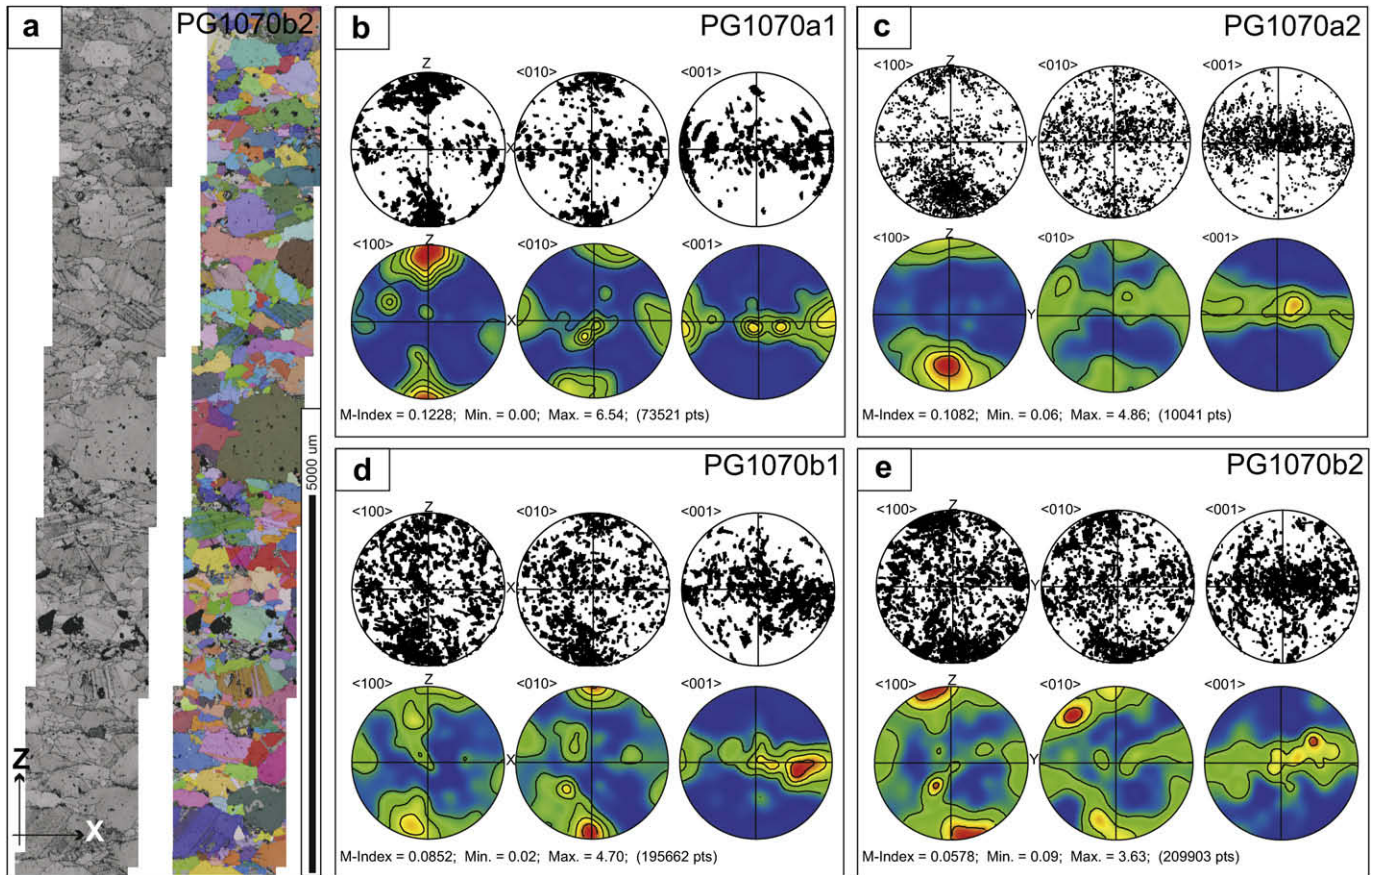 a
PG1070b2
Z
X
5000 um
b
PG1070a1
Z
<010>
<001>
X
<100>
Z
<010>
<001>
X
M-Index = 0.1228; Min. = 0.00; Max. = 6.54; (73521 pts)
c
PG1070a2
<100>
Z
<010>
<001>
Y
<100>
Z
<010>
<001>
Y
M-Index = 0.1082; Min. = 0.06; Max. = 4.86; (10041 pts)
d
PG1070b1
<100>
Z
<010>
<001>
X
<100>
Z
<010>
<001>
X
M-Index = 0.0852; Min. = 0.02; Max. = 4.70; (195662 pts)
e
PG1070b2
<100>
Z
<010>
<001>
Y
<100>
Z
<010>
<001>
Y
M-Index = 0.0578; Min. = 0.09; Max. = 3.63; (209903 pts)